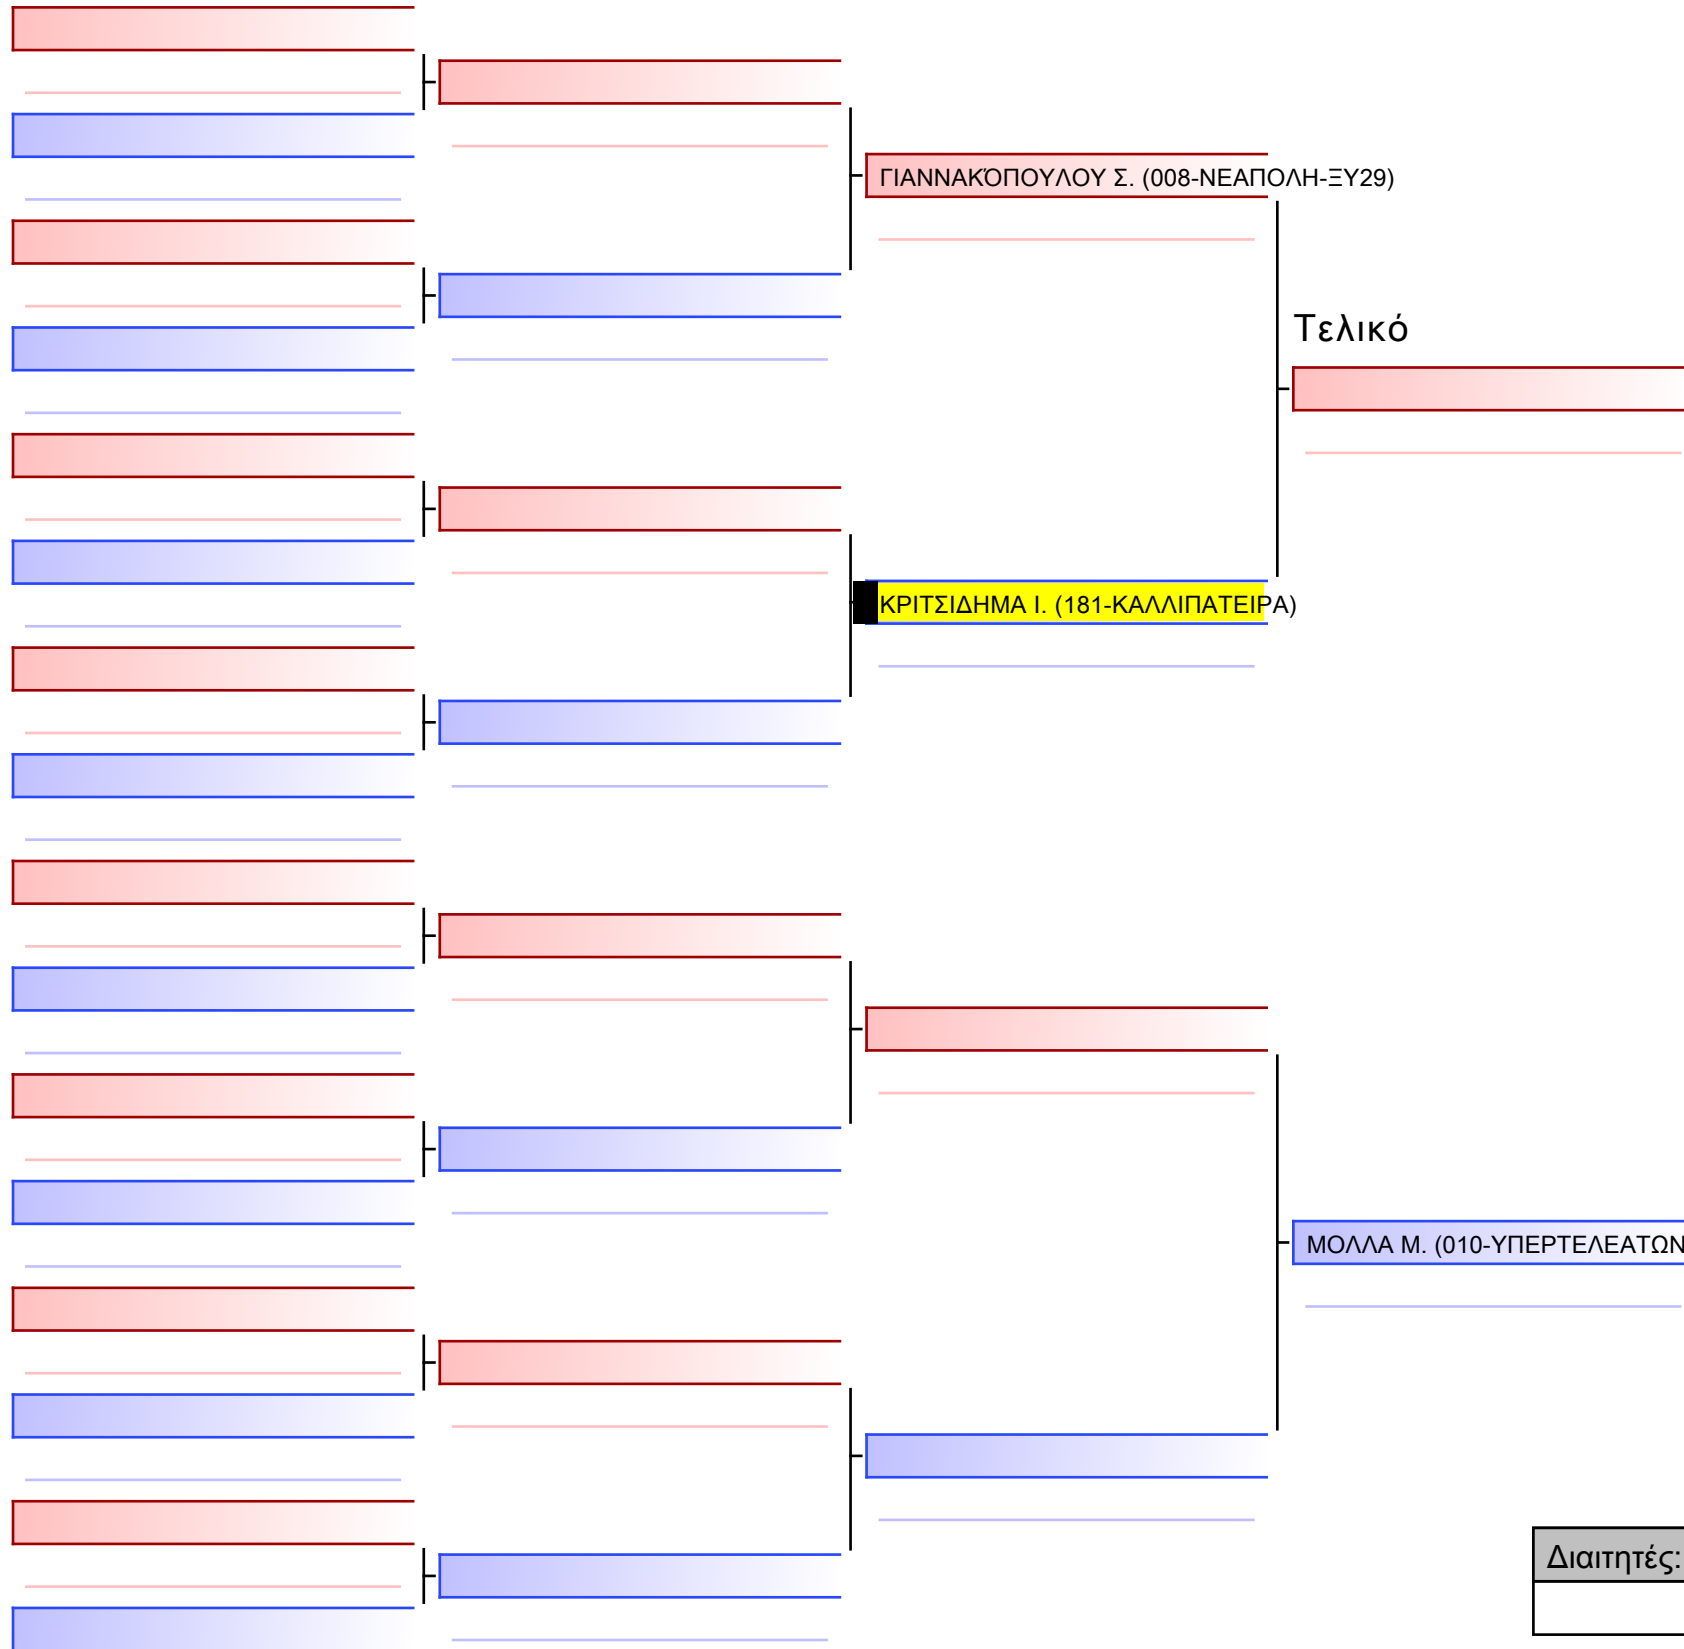 ΓΙΑΝΝΑΚΌΠΟΥΛΟΥ Σ. (008-ΝΕΑΠΟΛΗ-ΞΥ29)
Τελικό
ΚΡΙΤΣΙΔΗΜΑ Ι. (181-ΚΑΛΛΙΠΑΤΕΙΡΑ)
ΜΟΛΛΑ Μ. (010-ΥΠΕΡΤΕΛΕΑΤΩΝ
Διαιτητές: